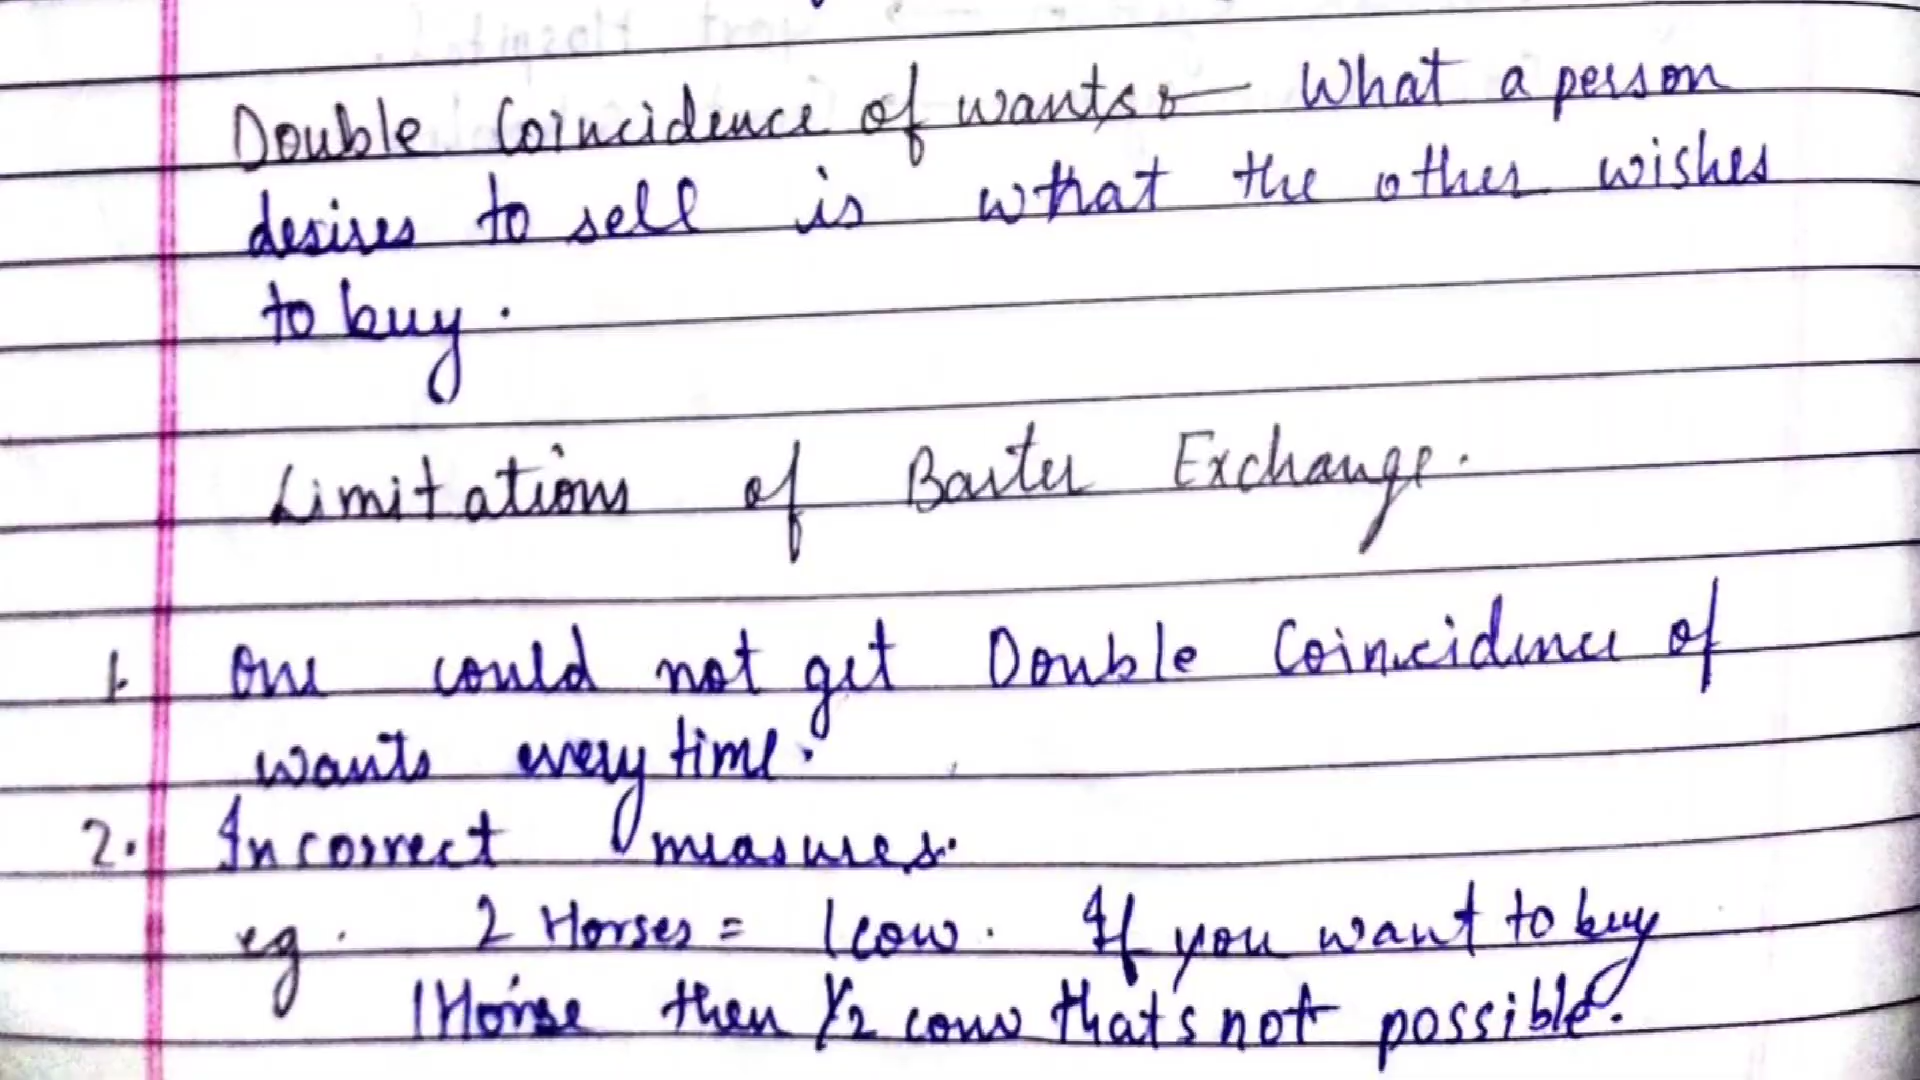 Double Coincidence of wants :- What a person
desires to sell is what the other wishes
to buy.
Limitations of Barter Exchange.
1. One could not get Double Coincidence of
wants every time.
2. Incorrect measures.
eg. 2 Horses = 1 cow. If you want to buy
1 Horse then 1/2 cow that's not possible.